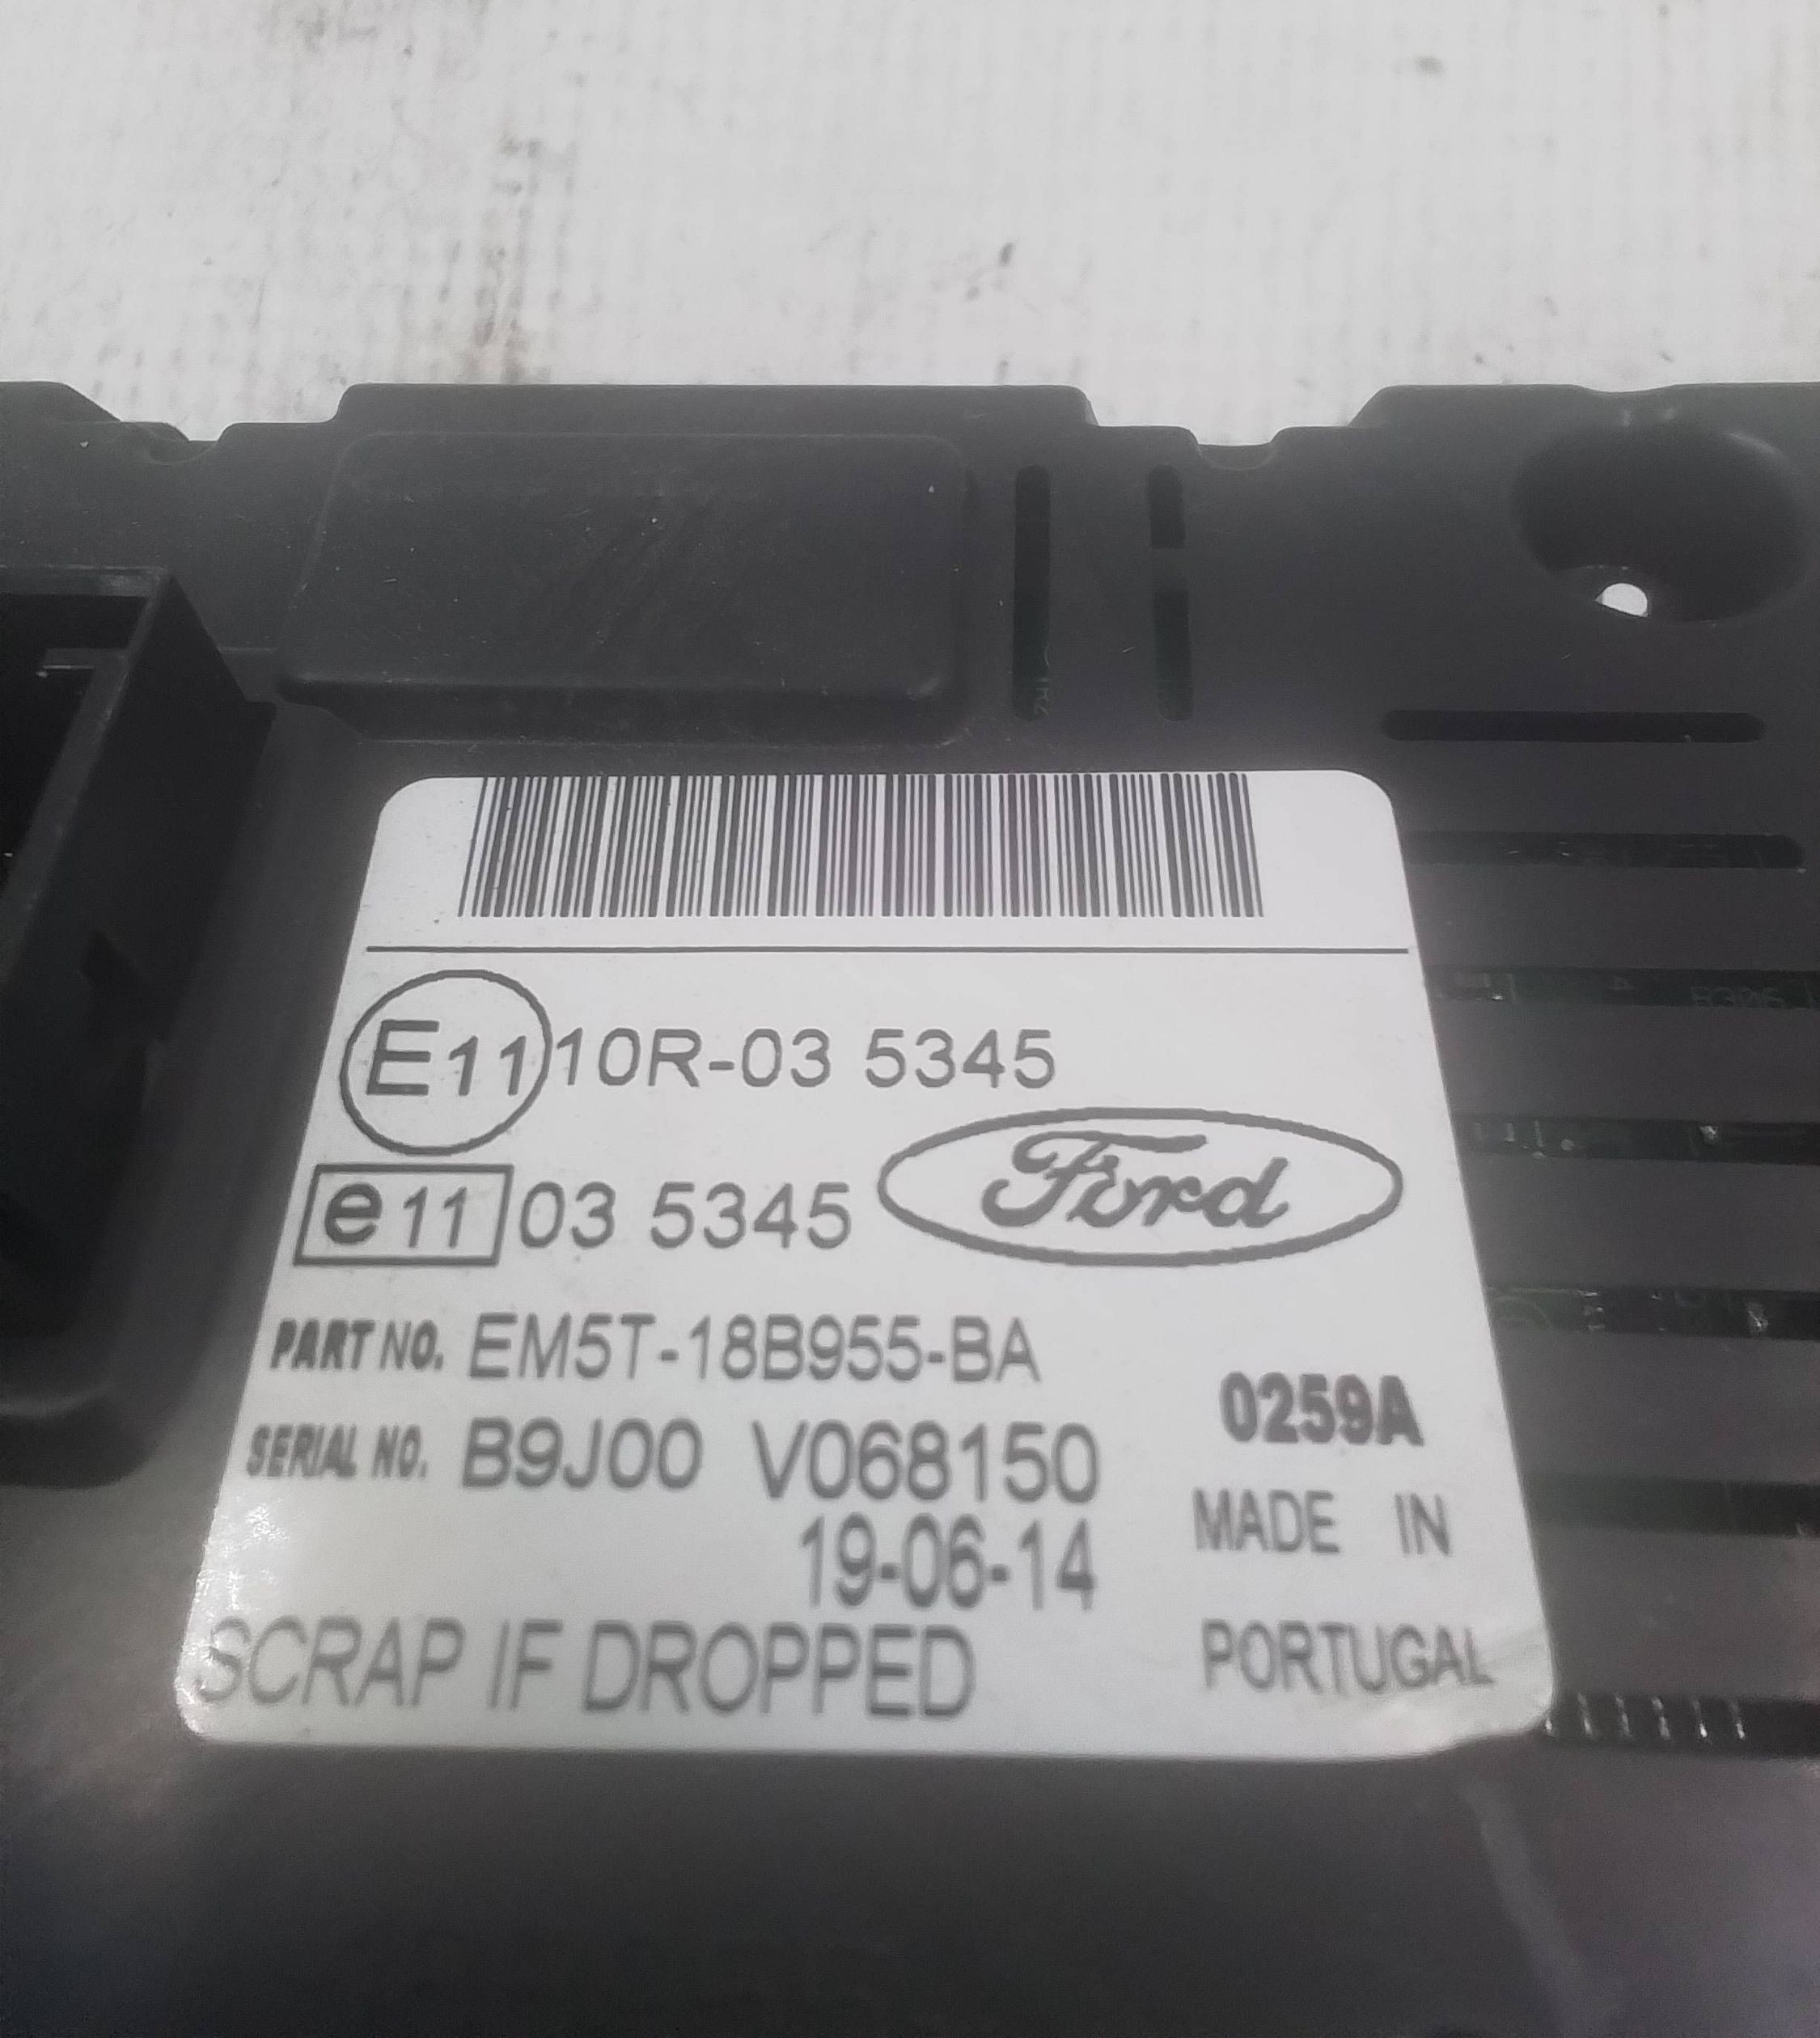 E11 10R-03 5345
e11 03 5345 Ford
PART NO. EM5T-18B955-BA
0259A
SERIAL NO. B9J00 V068150
19-06-14
MADE IN
PORTUGAL
SCRAP IF DROPPED